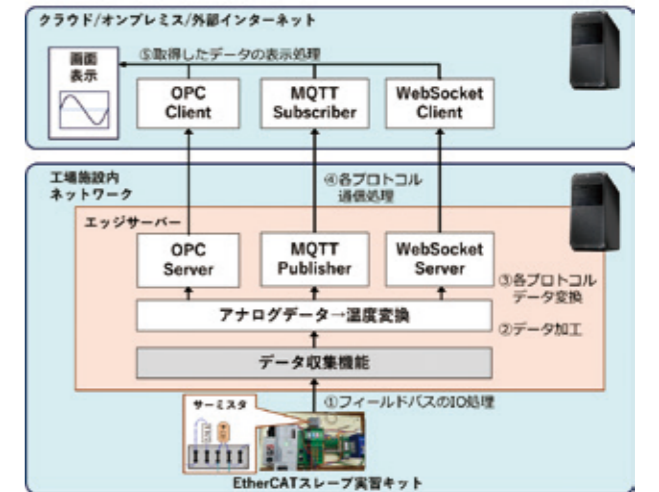 クラウド/オンプレミス/外部インターネット
⑤取得したデータの表示処理
画面
表示
OPC
Client
MQTT
Subscriber
WebSocket
Client
工場施設内
ネットワーク
④各プロトコル
通信処理
エッジサーバー
OPC
Server
MQTT
Publisher
WebSocket
Server
③各プロトコル
データ変換
アナログデータ→温度変換
②データ加工
データ収集機能
①フィールドバスのIO処理
サーミスタ
EtherCATスレーブ実習キット